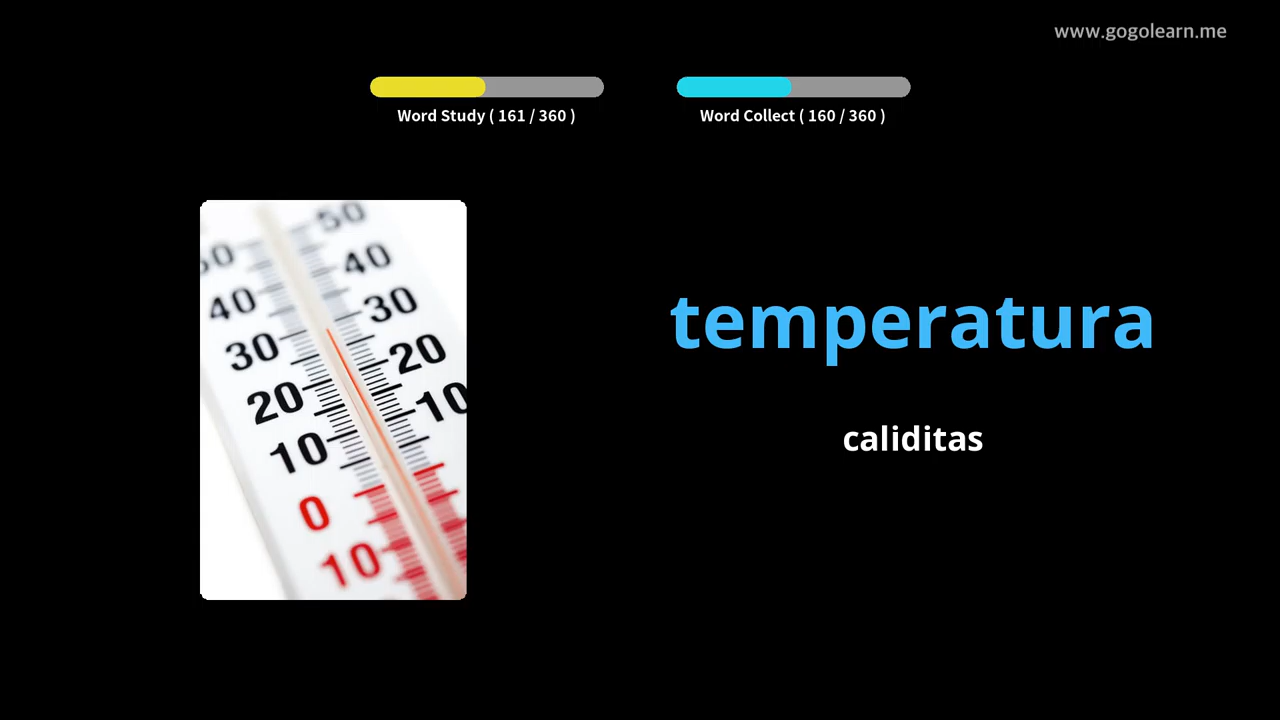 www.gogolearn.me
Word Study ( 161 / 360 )
Word Collect ( 160 / 360 )
50
50
40
40
30
30
20
20
10
10
0
10
temperatura
caliditas